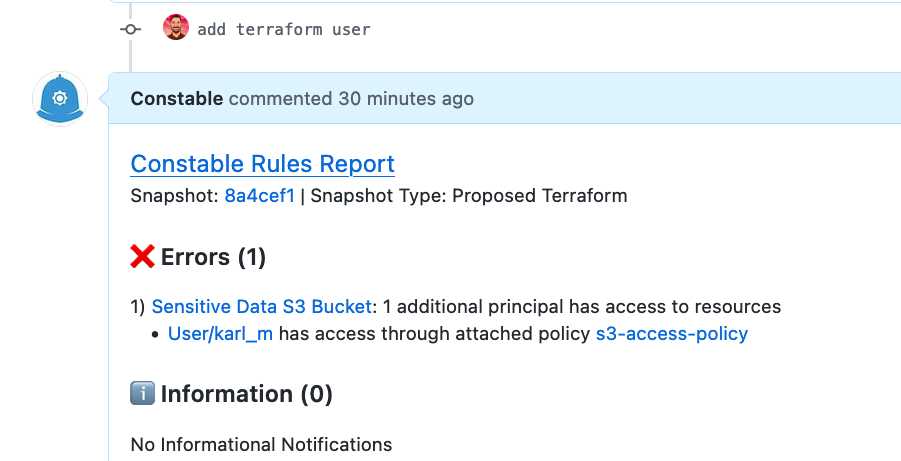 add terraform user
Constable commented 30 minutes ago
Constable Rules Report
Snapshot: 8a4cef1 | Snapshot Type: Proposed Terraform
❌ Errors (1)
1) Sensitive Data S3 Bucket: 1 additional principal has access to resources
• User/karl_m has access through attached policy s3-access-policy
ℹ️ Information (0)
No Informational Notifications